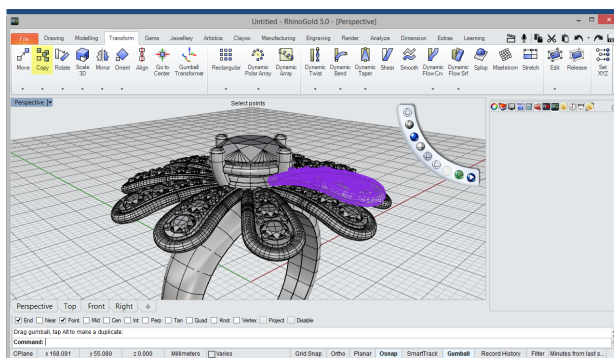 Untitled - RhinoGold 5.0 - [Perspective]
File Drawing Modelling Transform Gems Jewellery Artistics Clayoo Manufacturing Engraving Render Analyze Dimension Extras Learning
Move Copy Rotate Scale 3D Mirror Orient Align Go to Center Gumball Transformer Rectangular Dynamic Polar Array Dynamic Array Dynamic Twist Dynamic Bend Dynamic Taper Shear Smooth Dynamic Flow Crv Dynamic Flow Srf Splop Maelstrom Stretch Edit Release Set XYZ
Perspective
Select points
Perspective Top Front Right
End Near Point Mid Cen Int Perp Tan Quad Knot Vertex Project Disable
Drag gumball, tap Alt to make a duplicate:
Command:
CPlane x 168.091 y 55.080 z 0.000 Millimeters Varies Grid Snap Ortho Planar Osnap SmartTrack Gumball Record History Filter Minutes from last s...